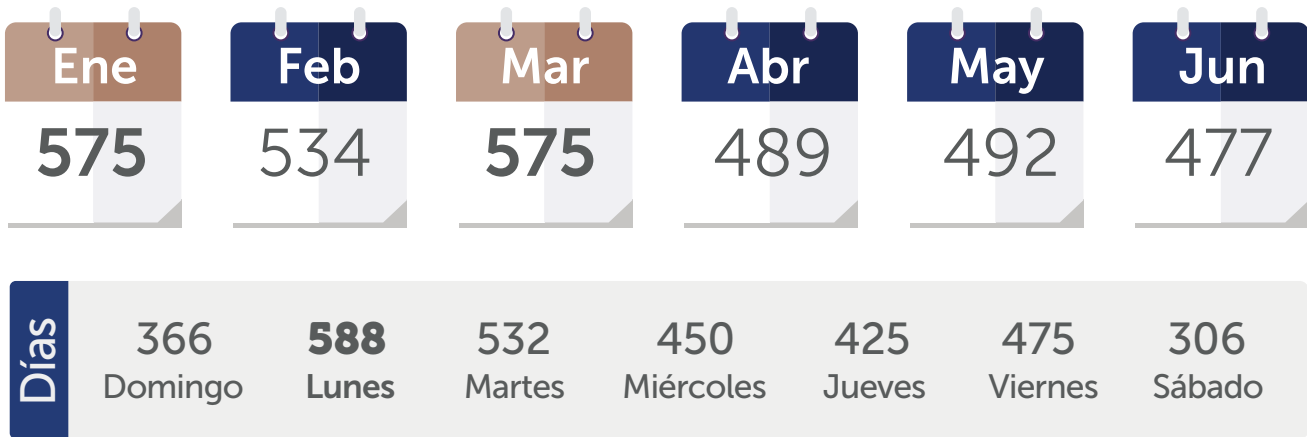 Ene Feb Mar Abr May Jun
575 534 575 489 492 477
Días
366 588 532 450 425 475 306
Domingo Lunes Martes Miércoles Jueves Viernes Sábado